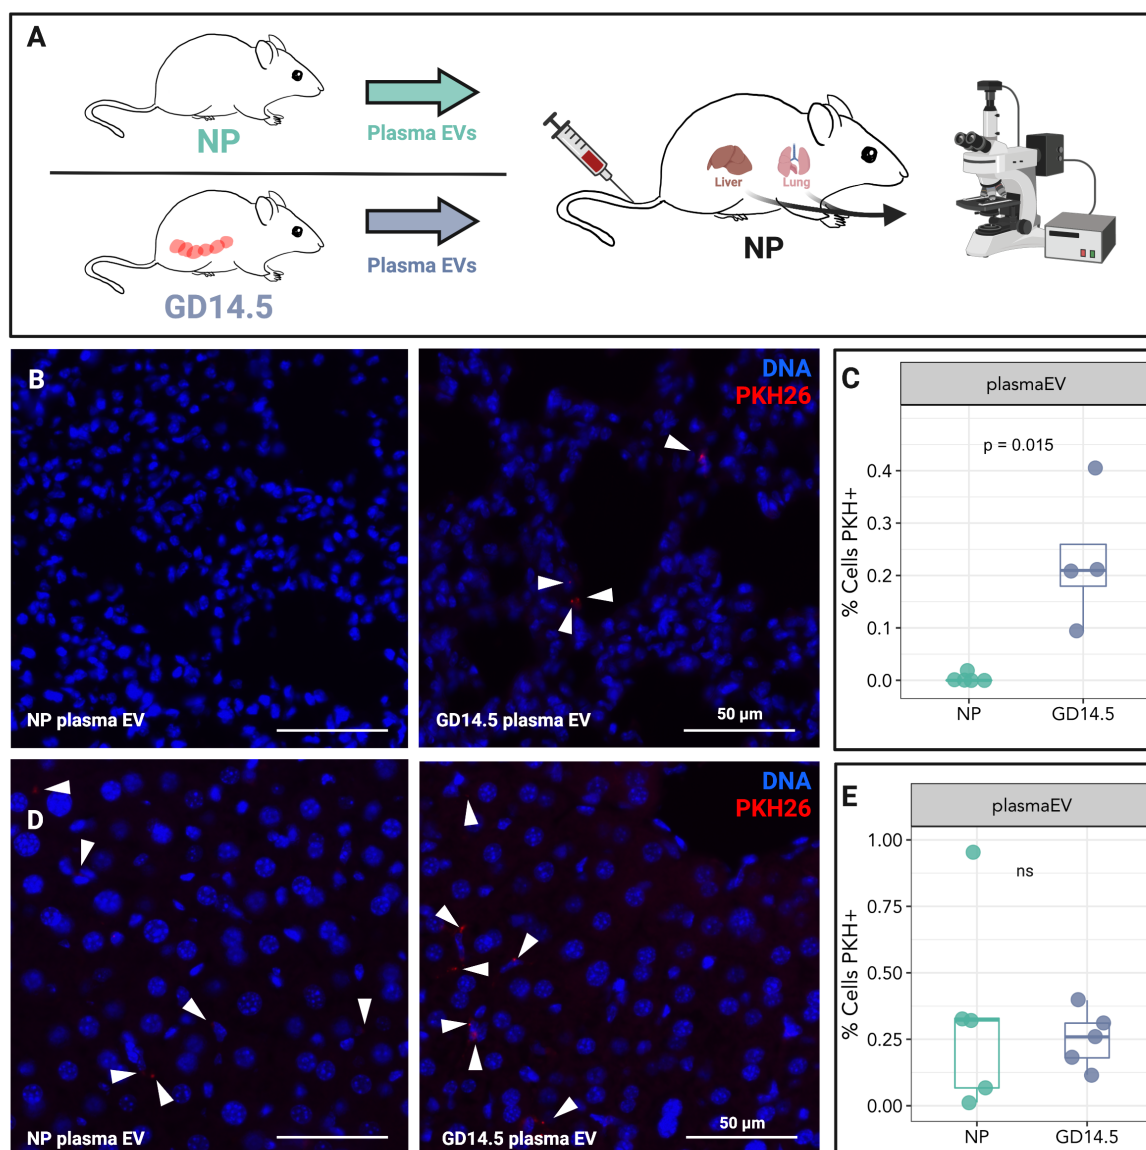 A
NP
Plasma EVs
GD14.5
Plasma EVs
Liver
Lung
NP
B
NP plasma EV
DNA
PKH26
GD14.5 plasma EV
50 µm
C
plasmaEV
p = 0.015
% Cells PKH+
0.4
0.3
0.2
0.1
0.0
NP
GD14.5
D
NP plasma EV
DNA
PKH26
GD14.5 plasma EV
50 µm
E
plasmaEV
ns
% Cells PKH+
1.00
0.75
0.50
0.25
0.00
NP
GD14.5